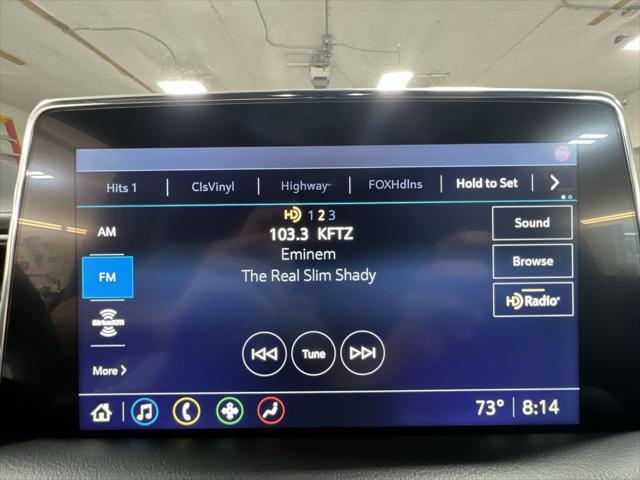 Hits 1 ClsVinyl Highway FOXHdlns Hold to Set
AM
FM
SiriusXM
More
HD 1 2 3
103.3 KFTZ
Eminem
The Real Slim Shady
Tune
Sound
Browse
HD Radio
73° 8:14